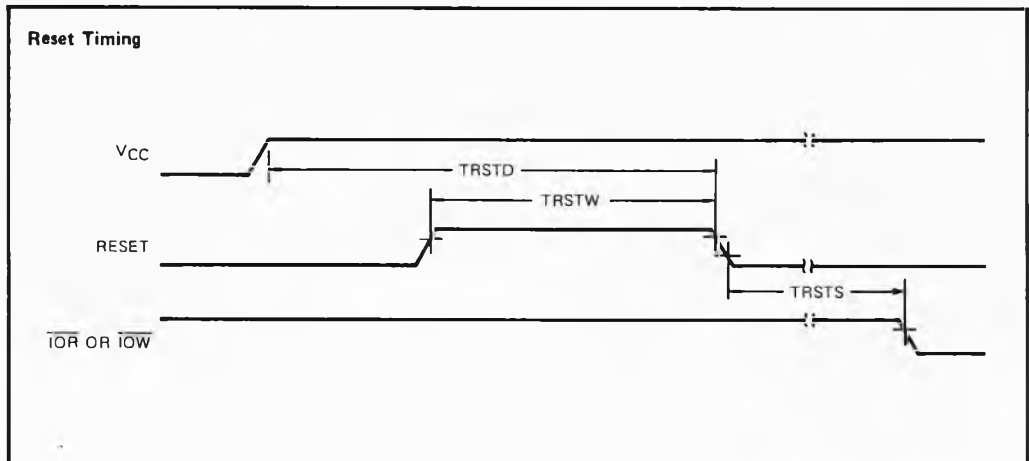 Reset Timing
VCC
TRSTD
TRSTW
RESET
TRSTS
IOR OR IOW